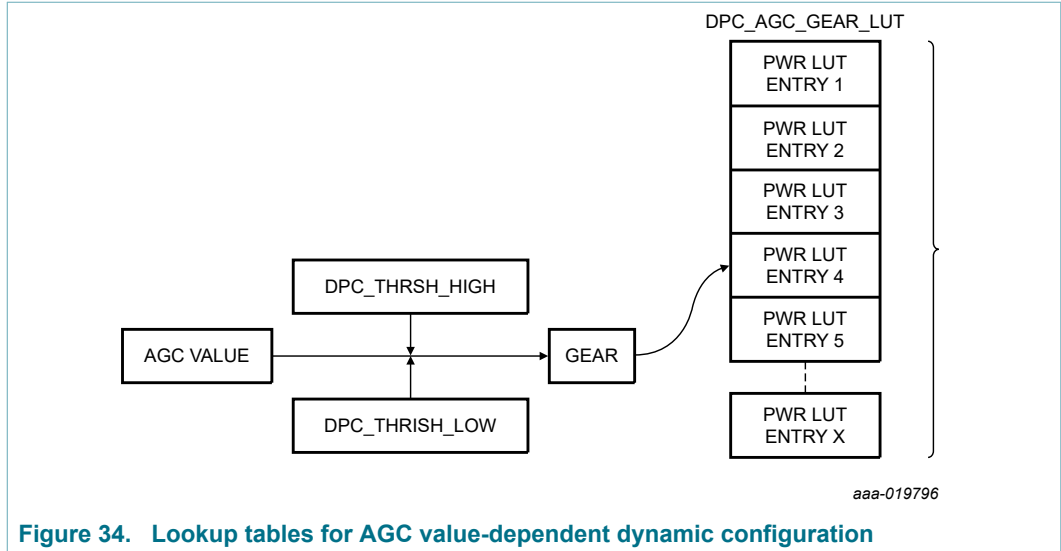 DPC_AGC_GEAR_LUT
PWR LUT
ENTRY 1
PWR LUT
ENTRY 2
PWR LUT
ENTRY 3
PWR LUT
ENTRY 4
PWR LUT
ENTRY 5
PWR LUT
ENTRY X
DPC_THRSH_HIGH
AGC VALUE
GEAR
DPC_THRISH_LOW
aaa-019796
Figure 34. Lookup tables for AGC value-dependent dynamic configuration